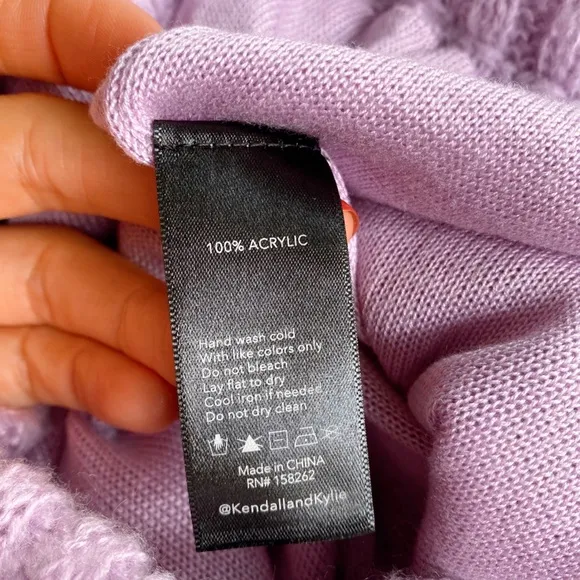 100% ACRYLIC
Hand wash cold
With like colors only
Do not bleach
Lay flat to dry
Cool iron if needed
Do not dry clean
Made in CHINA
RN# 158262
@KendallandKylie